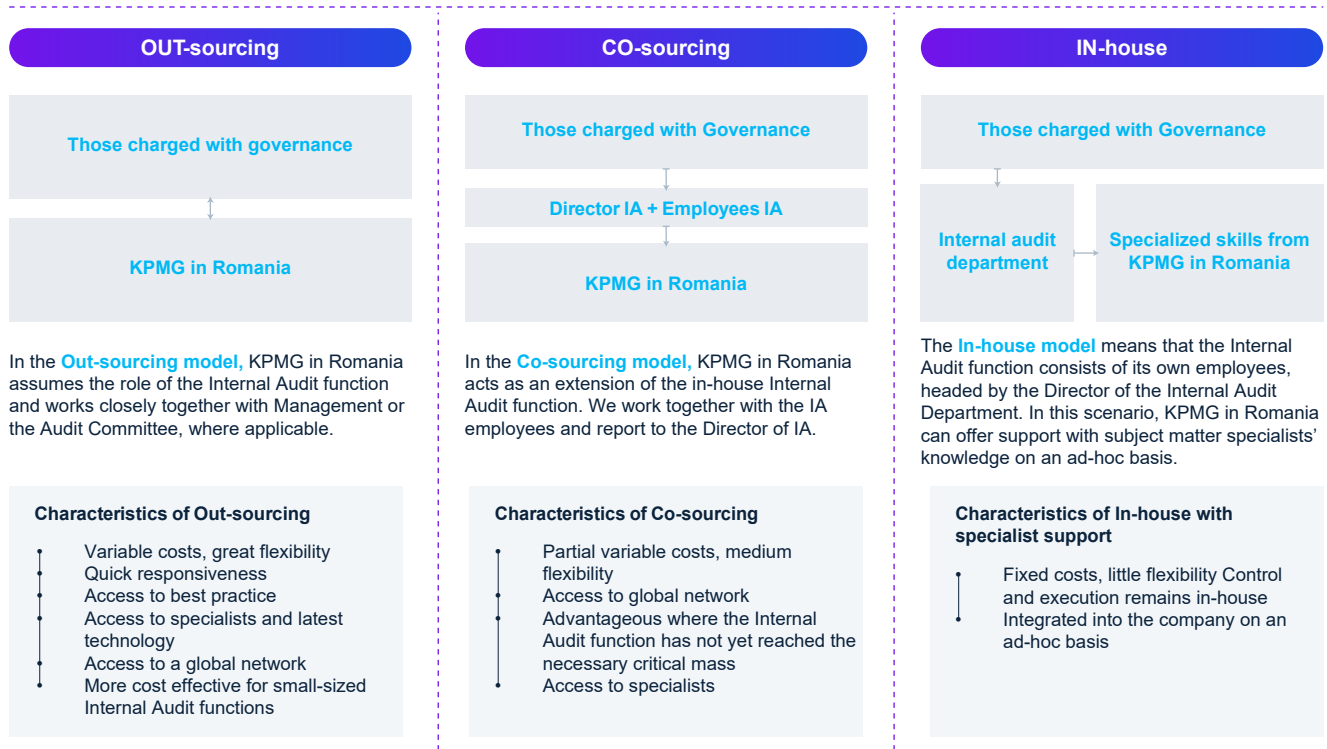 OUT-sourcing
Those charged with governance
KPMG in Romania
In the Out-sourcing model, KPMG in Romania
assumes the role of the Internal Audit function
and works closely together with Management or
the Audit Committee, where applicable.
Characteristics of Out-sourcing
Variable costs, great flexibility
Quick responsiveness
Access to best practice
Access to specialists and latest
technology
Access to a global network
More cost effective for small-sized
Internal Audit functions
CO-sourcing
Those charged with Governance
Director IA + Employees IA
KPMG in Romania
In the Co-sourcing model, KPMG in Romania
acts as an extension of the in-house Internal
Audit function. We work together with the IA
employees and report to the Director of IA.
Characteristics of Co-sourcing
Partial variable costs, medium
flexibility
Access to global network
Advantageous where the Internal
Audit function has not yet reached the
necessary critical mass
Access to specialists
IN-house
Those charged with Governance
Internal audit
department
Specialized skills from
KPMG in Romania
The In-house model means that the Internal
Audit function consists of its own employees,
headed by the Director of the Internal Audit
Department. In this scenario, KPMG in Romania
can offer support with subject matter specialists’
knowledge on an ad-hoc basis.
Characteristics of In-house with
specialist support
Fixed costs, little flexibility Control
and execution remains in-house
Integrated into the company on an
ad-hoc basis